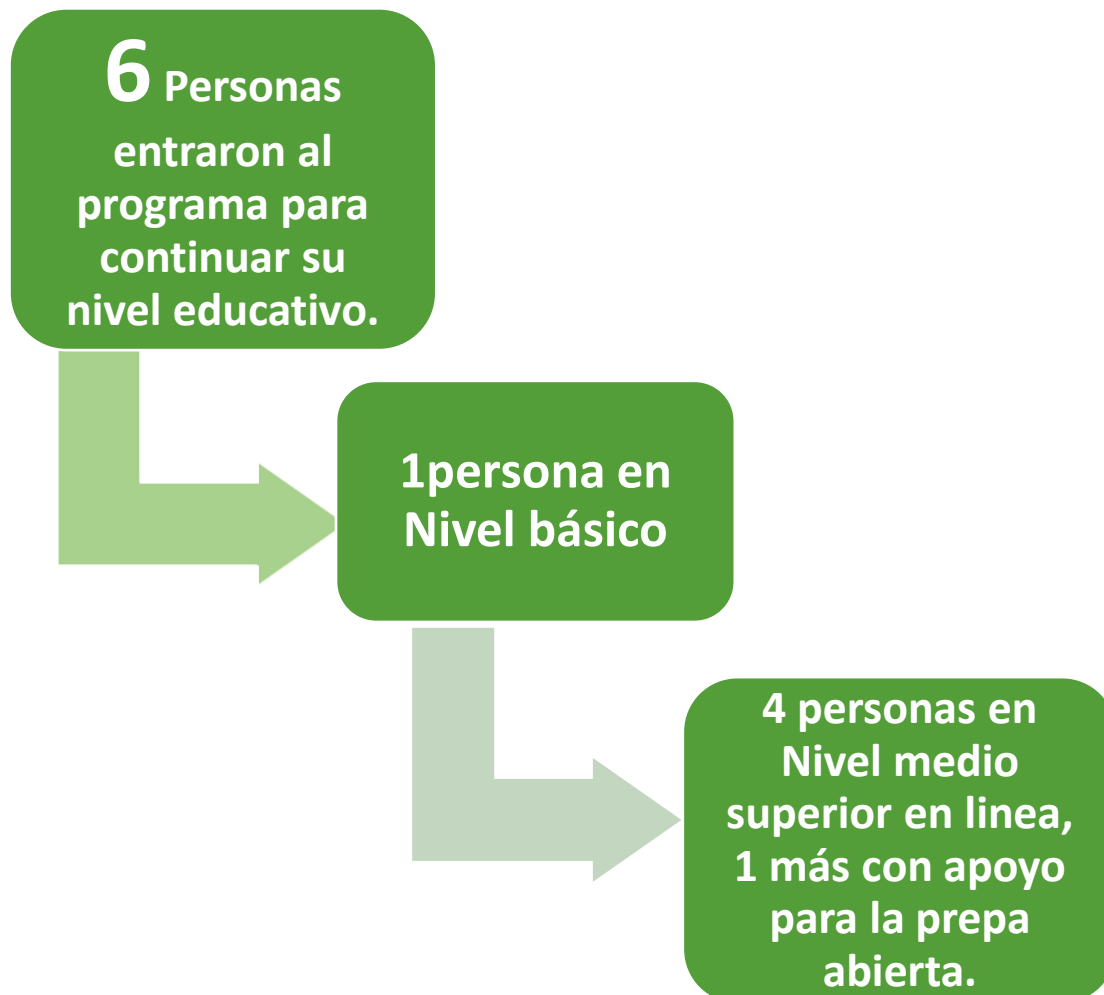 6 Personas
entraron al
programa para
continuar su
nivel educativo.
1persona en
Nivel básico
4 personas en
Nivel medio
superior en linea,
1 más con apoyo
para la prepa
abierta.